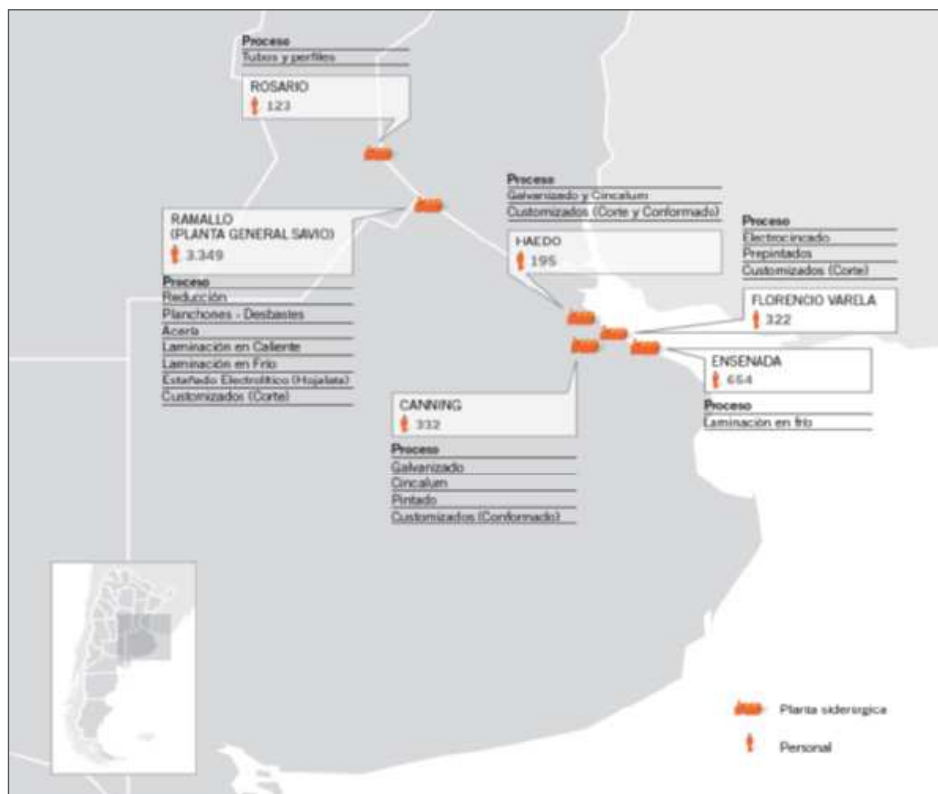 Proceso
Tubos y perfiles
ROSARIO
123
Proceso
Galvanizado y Cincalum
Customizados (Corte y Conformado)
HAEDO
195
Proceso
Electrocincado
Prepintados
Customizados (Corte)
FLORENCIO VARELA
322
RAMALLO
(PLANTA GENERAL SAVIO)
3.349
Proceso
Reducción
Planchones - Desbastes
Acería
Laminación en Caliente
Laminación en Frío
Estañado Electrolítico (Hojalata)
Customizados (Corte)
ENSENADA
654
Proceso
Laminación en frío
CANNING
312
Proceso
Galvanizado
Cincalum
Pintado
Customizados (Conformado)
Planta siderúrgica
Personal